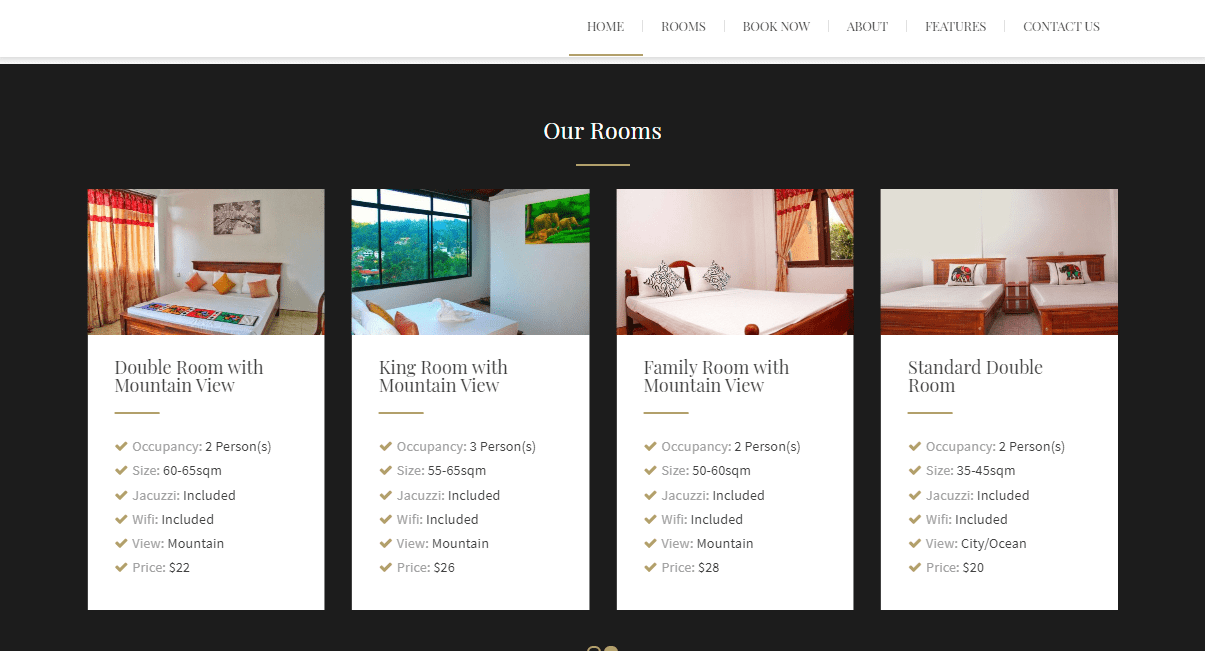 HOME ROOMS BOOK NOW ABOUT FEATURES CONTACT US
Our Rooms
Double Room with
Mountain View
Occupancy: 2 Person(s)
Size: 60-65sqm
Jacuzzi: Included
Wifi: Included
View: Mountain
Price: $22
King Room with
Mountain View
Occupancy: 3 Person(s)
Size: 55-65sqm
Jacuzzi: Included
Wifi: Included
View: Mountain
Price: $26
Family Room with
Mountain View
Occupancy: 2 Person(s)
Size: 50-60sqm
Jacuzzi: Included
Wifi: Included
View: Mountain
Price: $28
Standard Double
Room
Occupancy: 2 Person(s)
Size: 35-45sqm
Jacuzzi: Included
Wifi: Included
View: City/Ocean
Price: $20